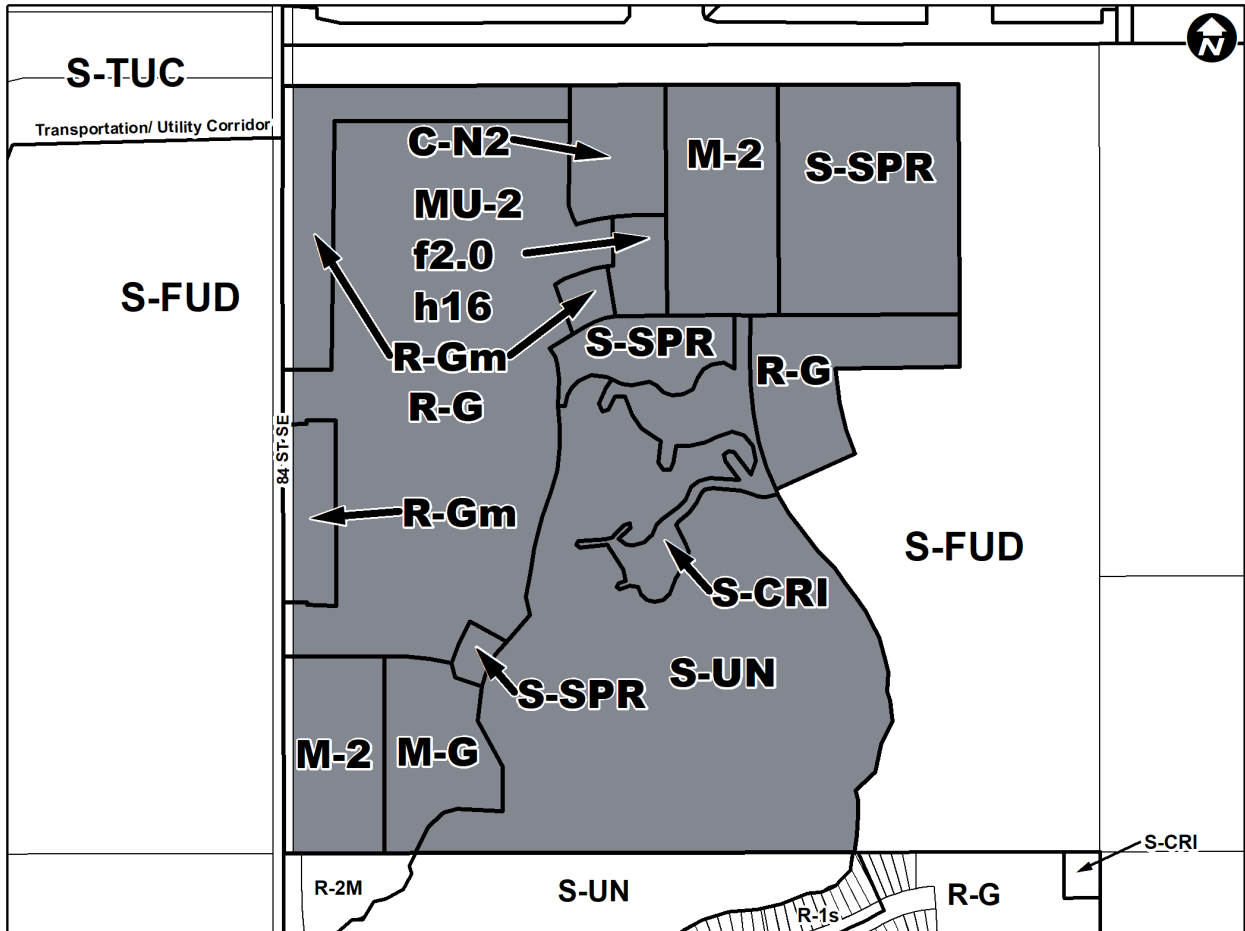 N
S-TUC
Transportation/ Utility Corridor
C-N2
M-2
S-SPR
MU-2
f2.0
h16
S-FUD
S-SPR
R-Gm
R-G
R-G
84 ST SE
R-Gm
S-FUD
S-CRI
S-UN
S-SPR
M-2
M-G
S-CRI
R-2M
S-UN
R-G
R-1s